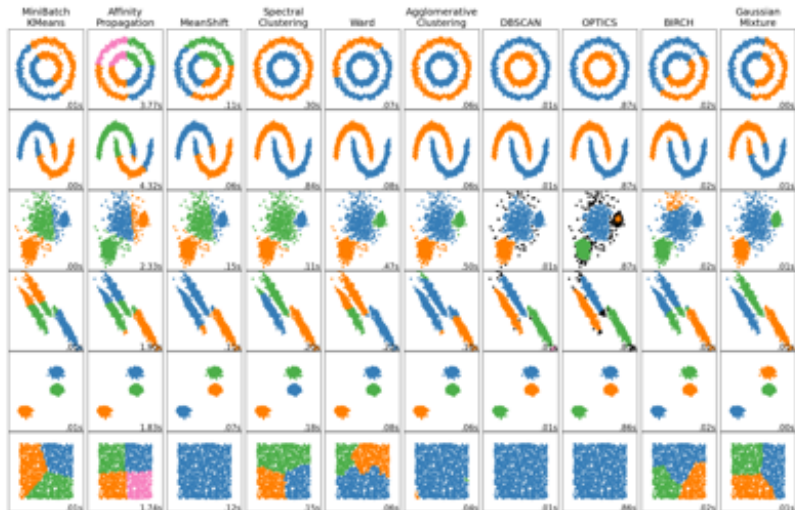 MiniBatch
KMeans
Affinity
Propagation
MeanShift
Spectral
Clustering
Ward
Agglomerative
Clustering
DBSCAN
OPTICS
BIRCH
Gaussian
Mixture
.01s 3.77s .11s .30s .07s .06s .01s .87s .02s .00s
.00s 4.32s .06s .84s .08s .06s .01s .87s .02s .01s
.00s 2.33s .15s .11s .47s .50s .01s .87s .02s .01s
.01s 1.83s .07s .18s .08s .06s .01s .86s .02s .00s
.01s 1.74s .12s .15s .06s .04s .01s